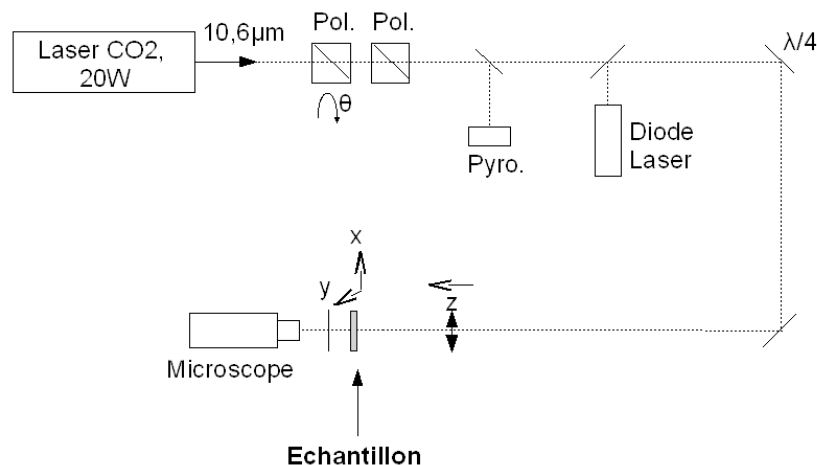 Laser CO2,
20W
10,6µm
Pol.
Pol.
θ
Pyro.
Diode
Laser
λ/4
x
y
z
Microscope
Echantillon